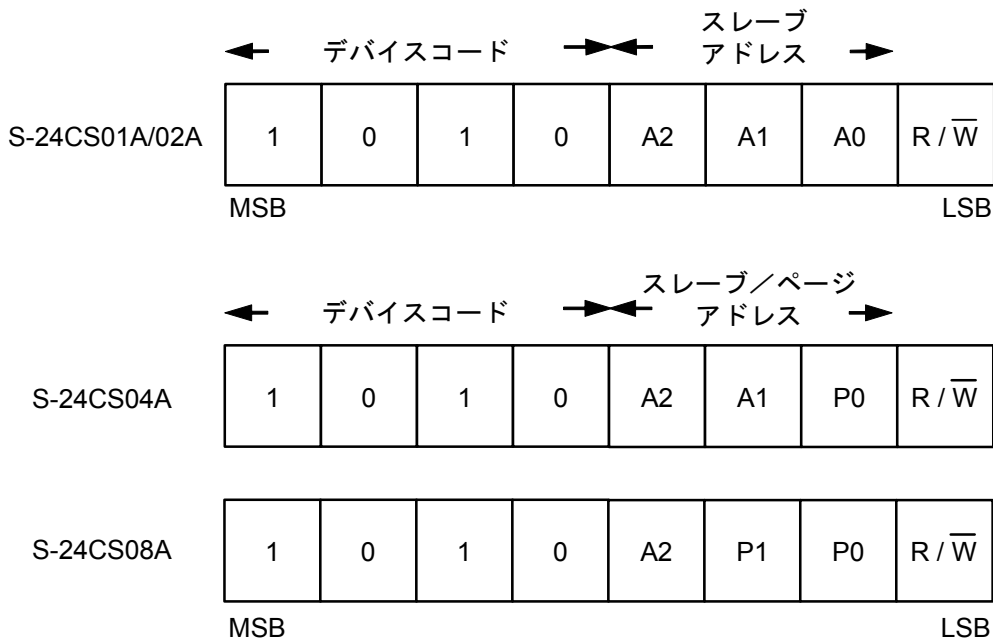 スレーブ
デバイスコード アドレス
S-24CS01A/02A 1 0 1 0 A2 A1 A0 R / W̅
MSB LSB
スレーブ／ページ
デバイスコード アドレス
S-24CS04A 1 0 1 0 A2 A1 P0 R / W̅
S-24CS08A 1 0 1 0 A2 P1 P0 R / W̅
MSB LSB